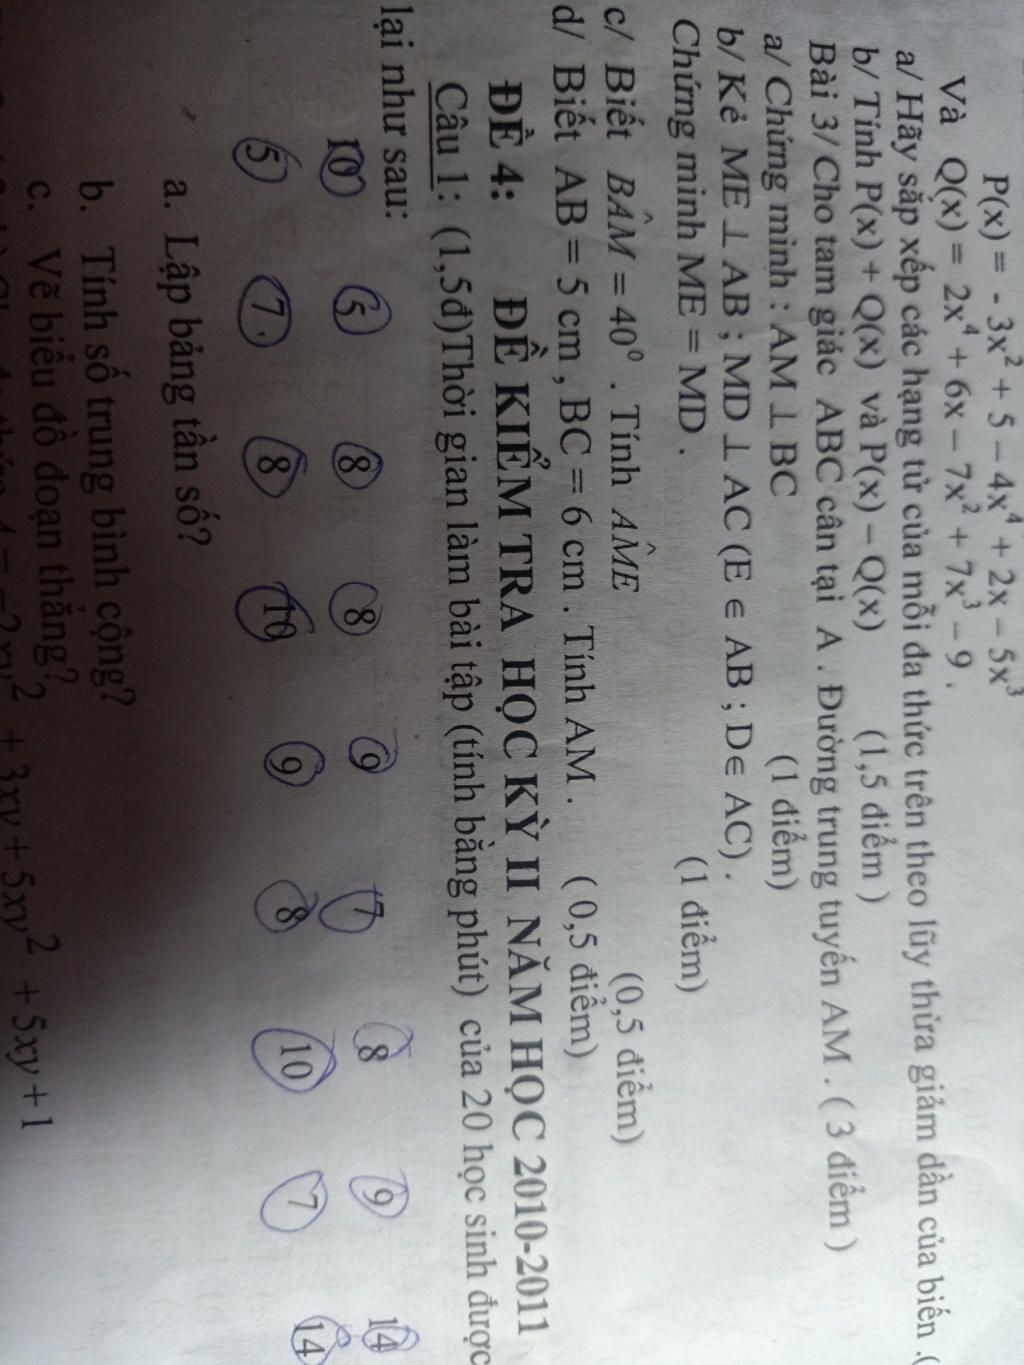 P(x) = - 3x² + 5 – 4x⁴ + 2x – 5x³
Và Q(x) = 2x⁴ + 6x – 7x² + 7x³ – 9 .
a/ Hãy sắp xếp các hạng tử của mỗi đa thức trên theo lũy thừa giảm dần của biến .(
b/ Tính P(x) + Q(x) và P(x) – Q(x) (1,5 điểm )
Bài 3/ Cho tam giác ABC cân tại A . Đường trung tuyến AM . ( 3 điểm )
a/ Chứng minh : AM ⊥ BC (1 điểm)
b/ Kẻ ME ⊥ AB ; MD ⊥ AC (E ∈ AB ; D∈ AC) .
Chứng minh ME = MD . (1 điểm)
c/ Biết BÂM = 40⁰ . Tính AM̂E (0,5 điểm)
d/ Biết AB = 5 cm , BC = 6 cm . Tính AM . ( 0,5 điểm)
ĐỀ 4: ĐỀ KIỂM TRA HỌC KỲ II NĂM HỌC 2010-2011
Câu 1: (1,5đ)Thời gian làm bài tập (tính bằng phút) của 20 học sinh được
lại như sau:
10 5 8 8 9 7 8 9 14
5 7 8 10 9 8 10 7 14
a. Lập bảng tần số?
b. Tính số trung bình cộng?
c. Vẽ biểu đồ đoạn thẳng?
+ 3xy + 5xy² + 5xy + 1